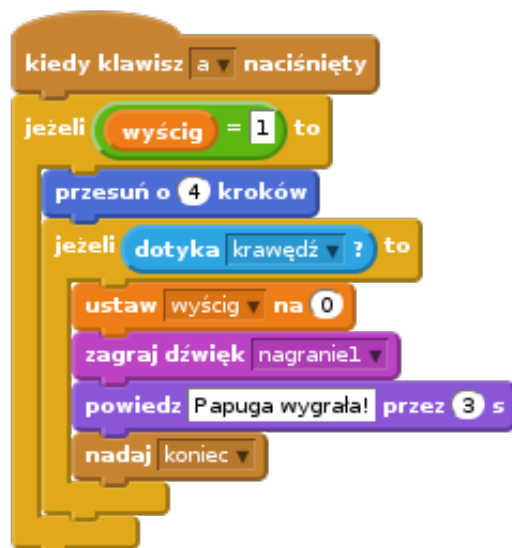 kiedy klawisz a naciśnięty
jeżeli wyścig = 1 to
przesuń o 4 kroków
jeżeli dotyka krawędź ? to
ustaw wyścig na 0
zagraj dźwięk nagranie1
powiedz Papuga wygrała! przez 3 s
nadaj koniec